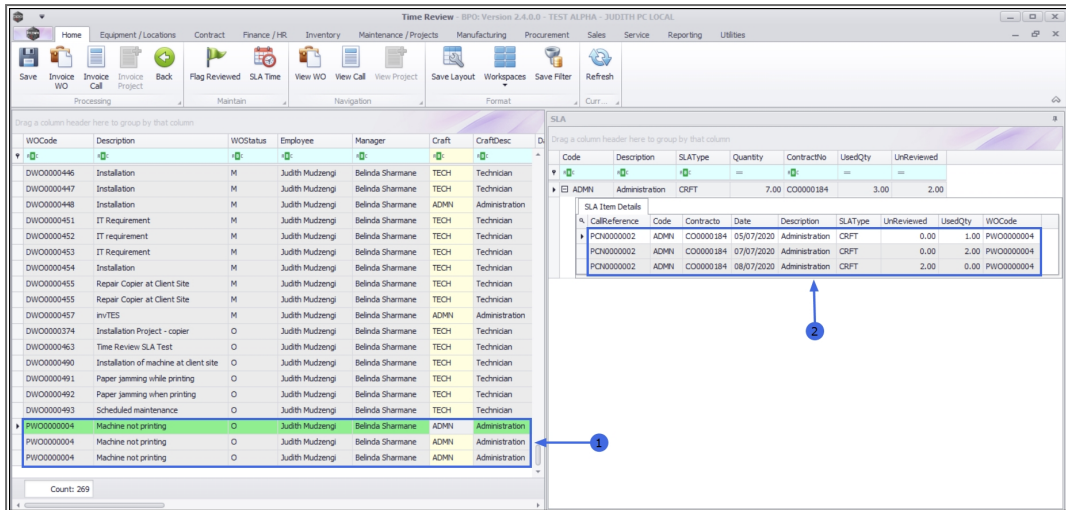 Time Review - BPO: Version 2.4.0.0 - TEST ALPHA - JUDITH PC LOCAL
Home Equipment / Locations Contract Finance / HR Inventory Maintenance / Projects Manufacturing Procurement Sales Service Reporting Utilities
Save Invoice WO Invoice Call Invoice Project Back Flag Reviewed SLA Time View WO View Call View Project Save Layout Workspaces Save Filter Refresh
Processing Maintain Navigation Format Curr...
Drag a column header here to group by that column
WOCode Description WOStatus Employee Manager Craft CraftDesc
DWO0000446 Installation M Judith Mudzengi Belinda Sharmane TECH Technician
DWO0000447 Installation M Judith Mudzengi Belinda Sharmane TECH Technician
DWO0000448 Installation M Judith Mudzengi Belinda Sharmane ADMN Administration
DWO0000451 IT Requirement M Judith Mudzengi Belinda Sharmane TECH Technician
DWO0000452 IT requirement M Judith Mudzengi Belinda Sharmane TECH Technician
DWO0000453 IT Requirement M Judith Mudzengi Belinda Sharmane TECH Technician
DWO0000454 Installation M Judith Mudzengi Belinda Sharmane TECH Technician
DWO0000455 Repair Copier at Client Site M Judith Mudzengi Belinda Sharmane TECH Technician
DWO0000455 Repair Copier at Client Site M Judith Mudzengi Belinda Sharmane TECH Technician
DWO0000457 invTES M Judith Mudzengi Belinda Sharmane ADMN Administration
DWO0000374 Installation Project - copier O Judith Mudzengi Belinda Sharmane TECH Technician
DWO0000463 Time Review SLA Test O Judith Mudzengi Belinda Sharmane TECH Technician
DWO0000490 Installation of machine at client site O Judith Mudzengi Belinda Sharmane TECH Technician
DWO0000491 Paper jamming while printing O Judith Mudzengi Belinda Sharmane TECH Technician
DWO0000492 Paper jamming when printing O Judith Mudzengi Belinda Sharmane TECH Technician
DWO0000493 Scheduled maintenance O Judith Mudzengi Belinda Sharmane TECH Technician
PWO0000004 Machine not printing O Judith Mudzengi Belinda Sharmane ADMN Administration
PWO0000004 Machine not printing O Judith Mudzengi Belinda Sharmane ADMN Administration
PWO0000004 Machine not printing O Judith Mudzengi Belinda Sharmane ADMN Administration
Count: 269
1
SLA
Drag a column header here to group by that column
Code Description SLAType Quantity ContractNo UsedQty UnReviewed
ADMN Administration CRFT 7.00 CO0000184 3.00 2.00
SLA Item Details
CallReference Code Contracto Date Description SLAType UnReviewed UsedQty WOCode
PCN0000002 ADMN CO0000184 05/07/2020 Administration CRFT 0.00 1.00 PWO0000004
PCN0000002 ADMN CO0000184 07/07/2020 Administration CRFT 0.00 2.00 PWO0000004
PCN0000002 ADMN CO0000184 08/07/2020 Administration CRFT 2.00 0.00 PWO0000004
2